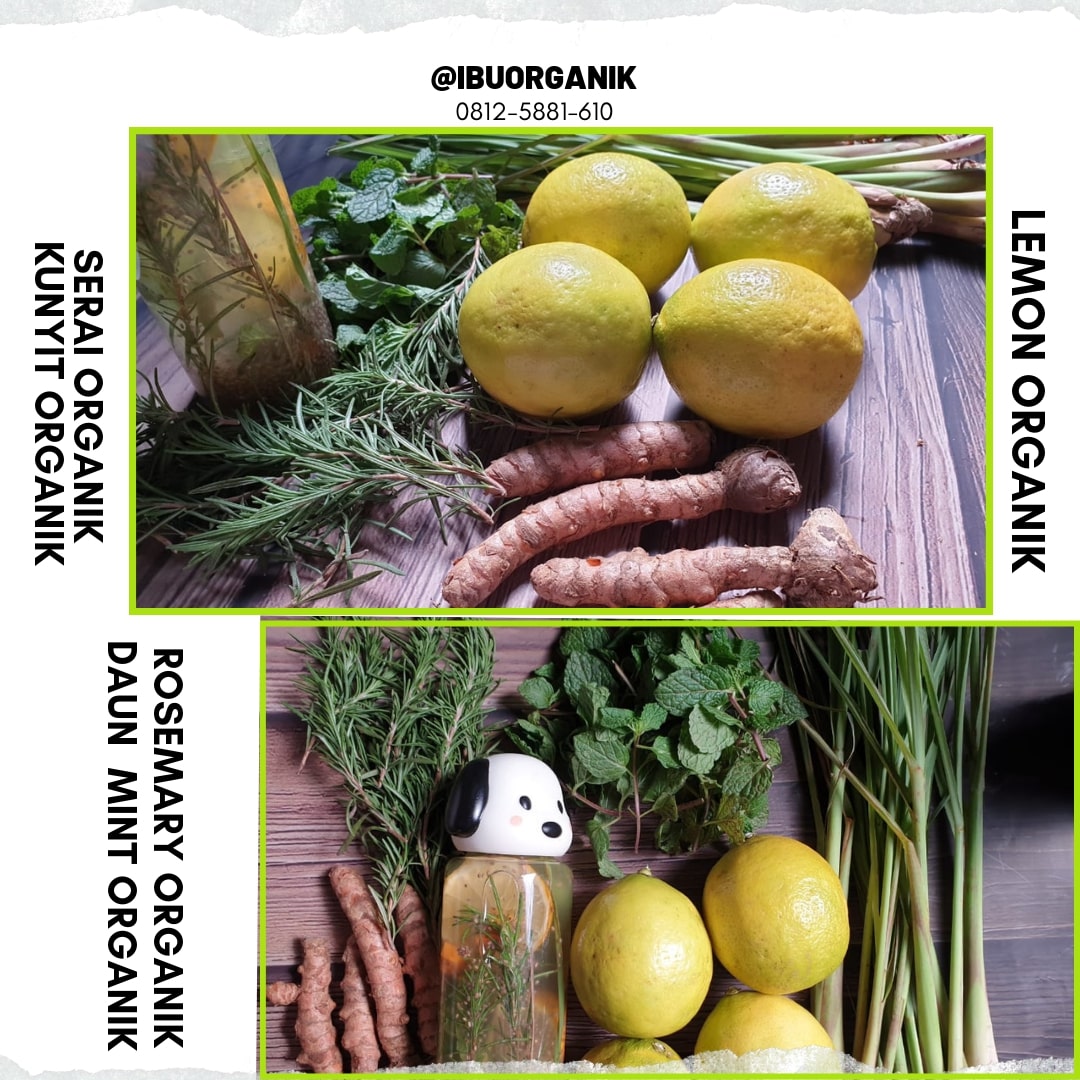 @IBUORGANIK
0812-5881-610
SERAI ORGANIK
KUNYIT ORGANIK
LEMON ORGANIK
ROSEMARY ORGANIK
DAUN MINT ORGANIK